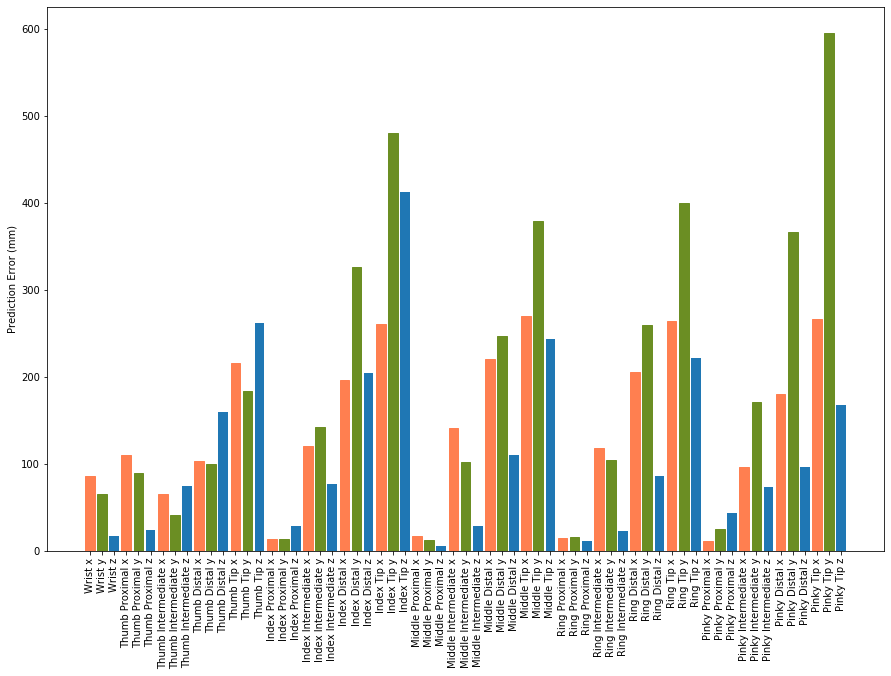 600
500
400
300
200
100
0
Prediction Error (mm)
Wrist x
Wrist y
Wrist z
Thumb Proximal x
Thumb Proximal y
Thumb Proximal z
Thumb Intermediate x
Thumb Intermediate y
Thumb Intermediate z
Thumb Distal x
Thumb Distal y
Thumb Distal z
Thumb Tip x
Thumb Tip y
Thumb Tip z
Index Proximal x
Index Proximal y
Index Proximal z
Index Intermediate x
Index Intermediate y
Index Intermediate z
Index Distal x
Index Distal y
Index Distal z
Index Tip x
Index Tip y
Index Tip z
Middle Proximal x
Middle Proximal y
Middle Proximal z
Middle Intermediate x
Middle Intermediate y
Middle Intermediate z
Middle Distal x
Middle Distal y
Middle Distal z
Middle Tip x
Middle Tip y
Middle Tip z
Ring Proximal x
Ring Proximal y
Ring Proximal z
Ring Intermediate x
Ring Intermediate y
Ring Intermediate z
Ring Distal x
Ring Distal y
Ring Distal z
Ring Tip x
Ring Tip y
Ring Tip z
Pinky Proximal x
Pinky Proximal y
Pinky Proximal z
Pinky Intermediate x
Pinky Intermediate y
Pinky Intermediate z
Pinky Distal x
Pinky Distal y
Pinky Distal z
Pinky Tip x
Pinky Tip y
Pinky Tip z